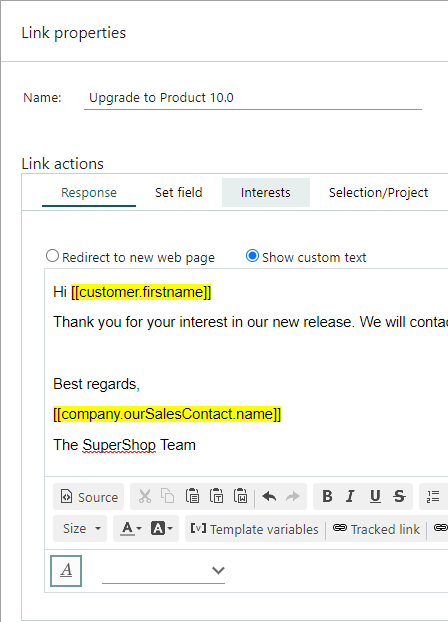 Link properties
Name: Upgrade to Product 10.0
Link actions
Response Set field Interests Selection/Project
Redirect to new web page Show custom text
Hi [[customer.firstname]]
Thank you for your interest in our new release. We will contac
Best regards,
[[company.ourSalesContact.name]]
The SuperShop Team
Source B I U S
Size A A [v] Template variables Tracked link
A